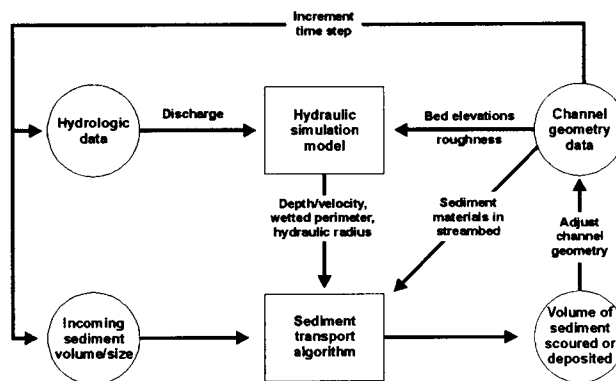 Increment
time step
Hydrologic
data
Discharge
Hydraulic
simulation
model
Bed elevations
roughness
Channel
geometry
data
Depth/velocity,
wetted perimeter,
hydraulic radius
Sediment
materials in
streambed
Adjust
channel
geometry
Incoming
sediment
volume/size
Sediment
transport
algorithm
Volume of
sediment
scoured or
deposited